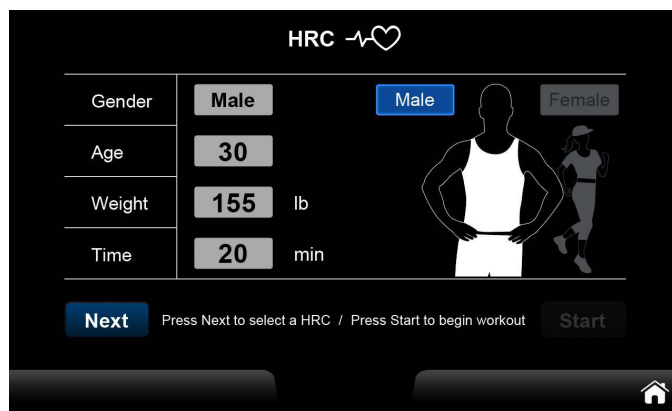 HRC
Gender Male Male Female
Age 30
Weight 155 lb
Time 20 min
Next Press Next to select a HRC / Press Start to begin workout Start